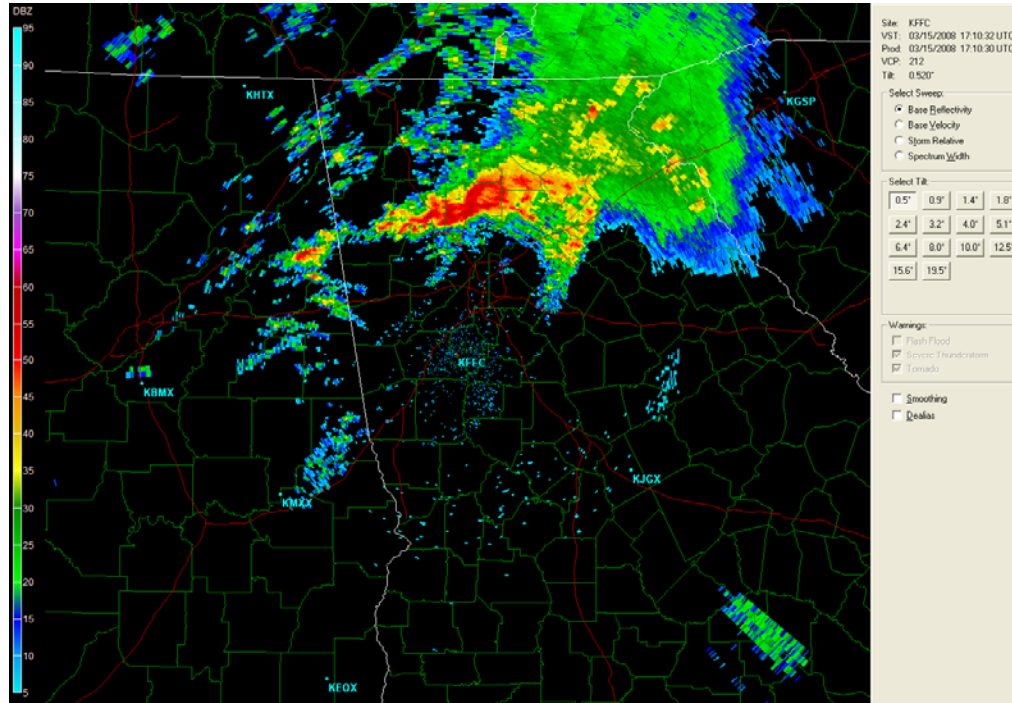 DBZ
95
90
85
80
75
70
65
60
55
50
45
40
35
30
25
20
15
10
5
KHTX
KGSP
KFFC
KBMX
KMXX
KJGX
KEOX
Site: KFFC
VST: 03/15/2008 17:10:32 UTC
Prod: 03/15/2008 17:10:30 UTC
VCP: 212
Tilt: 0.520°
Select Sweep:
Base Reflectivity
Base Velocity
Storm Relative
Spectrum Width
Select Tilt:
0.5° 0.9° 1.4° 1.8°
2.4° 3.2° 4.0° 5.1°
6.4° 8.0° 10.0° 12.5°
15.6° 19.5°
Warnings:
Flash Flood
Severe Thunderstorm
Tornado
Smoothing
Dealias